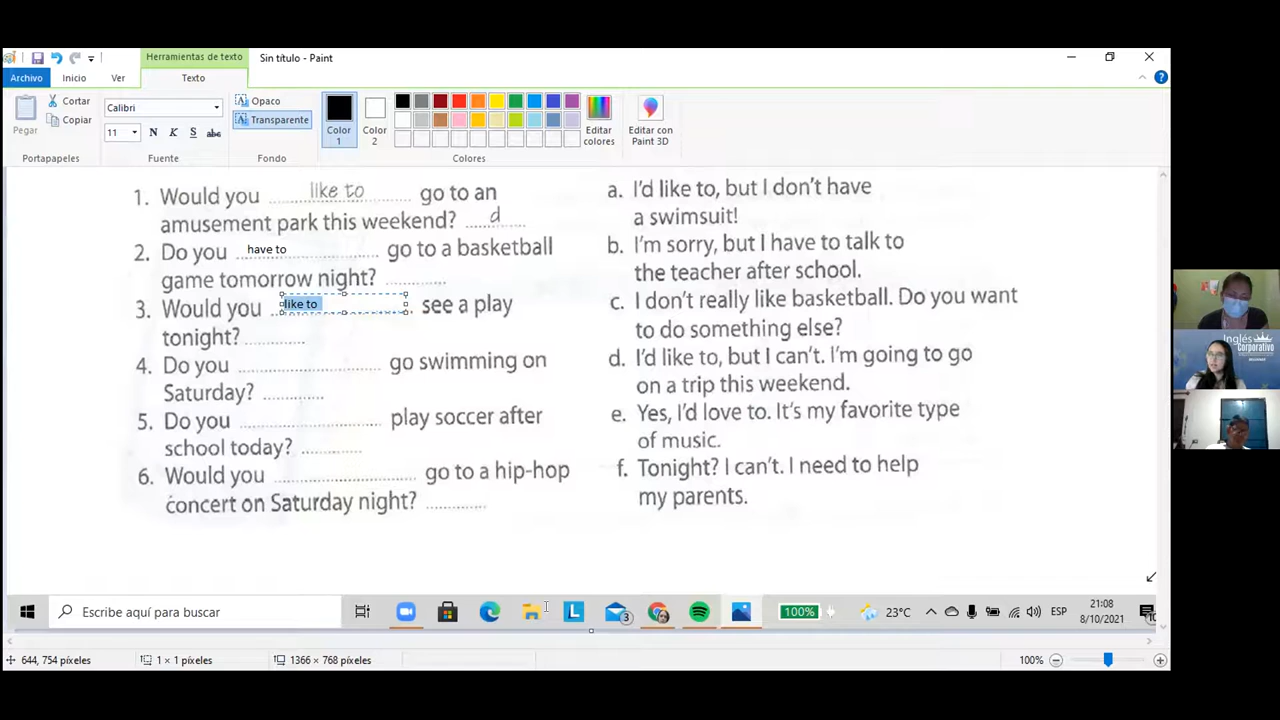 Herramientas de texto
Sin título - Paint
Archivo
Inicio
Ver
Texto
Pegar
Cortar
Copiar
Portapapeles
Calibri
11
N K S abc
Fuente
Opaco
Transparente
Fondo
Color 1
Color 2
Colores
Editar colores
Editar con Paint 3D
1. Would you like to go to an
amusement park this weekend? d
2. Do you have to go to a basketball
game tomorrow night? ............
3. Would you like to see a play
tonight? ............
4. Do you ............ go swimming on
Saturday? ............
5. Do you ............ play soccer after
school today? ............
6. Would you ............ go to a hip-hop
concert on Saturday night? ............
a. I'd like to, but I don't have
a swimsuit!
b. I'm sorry, but I have to talk to
the teacher after school.
c. I don't really like basketball. Do you want
to do something else?
d. I'd like to, but I can't. I'm going to go
on a trip this weekend.
e. Yes, I'd love to. It's my favorite type
of music.
f. Tonight? I can't. I need to help
my parents.
Inglés
Corporativo
Escribe aquí para buscar
L
3
100%
23°C
ESP
21:08
8/10/2021
644, 754 píxeles
1 × 1 píxeles
1366 × 768 píxeles
100%